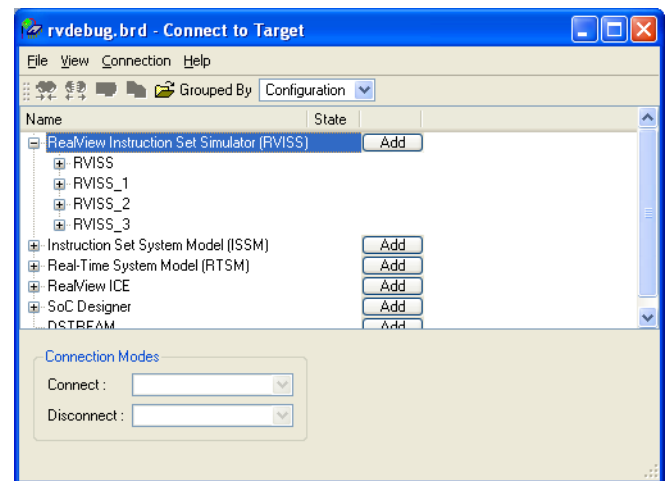 rvdebug.brd - Connect to Target
File View Connection Help
Grouped By Configuration
Name State
RealView Instruction Set Simulator (RVISS) Add
RVISS
RVISS_1
RVISS_2
RVISS_3
Instruction Set System Model (ISSM) Add
Real-Time System Model (RTSM) Add
RealView ICE Add
SoC Designer Add
DSTREAM Add
Connection Modes
Connect :
Disconnect :